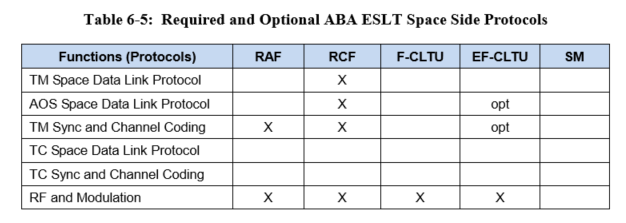 Table 6-5: Required and Optional ABA ESLT Space Side Protocols
Functions (Protocols) RAF RCF F-CLTU EF-CLTU SM
TM Space Data Link Protocol X
AOS Space Data Link Protocol X opt
TM Sync and Channel Coding X X opt
TC Space Data Link Protocol
TC Sync and Channel Coding
RF and Modulation X X X X